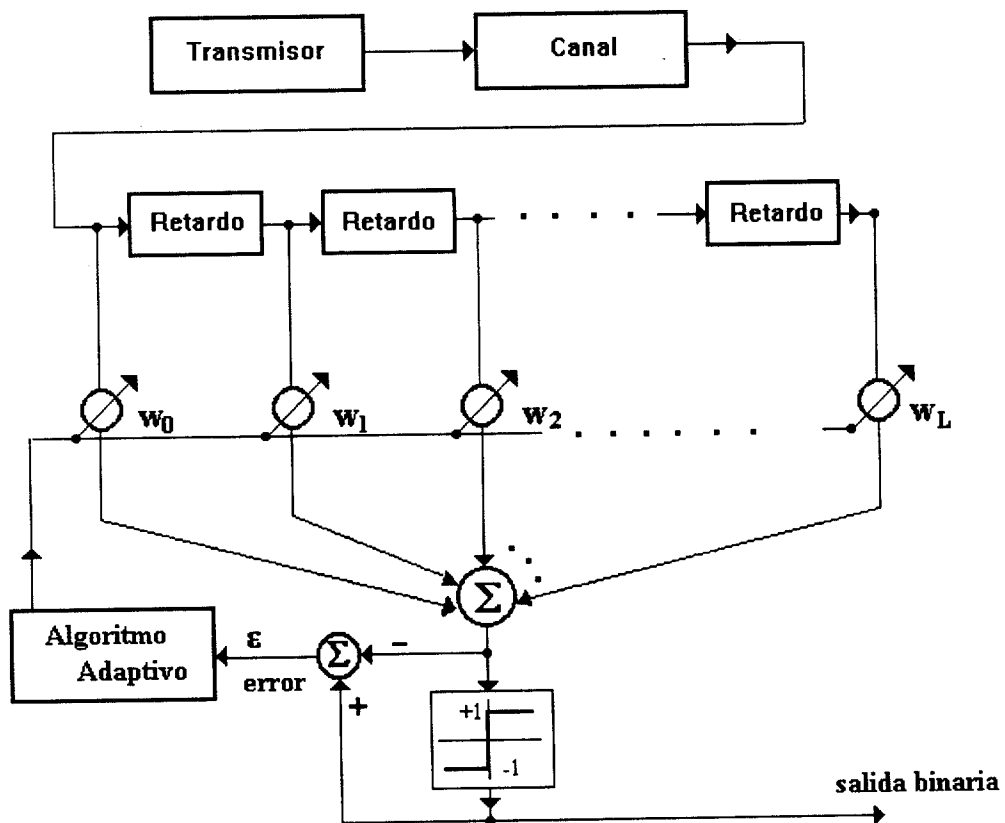 Transmisor
Canal
Retardo
Retardo
Retardo
w0
w1
w2
wL
Σ
Algoritmo
Adaptivo
ε
error
Σ
−
+
+1
-1
salida binaria